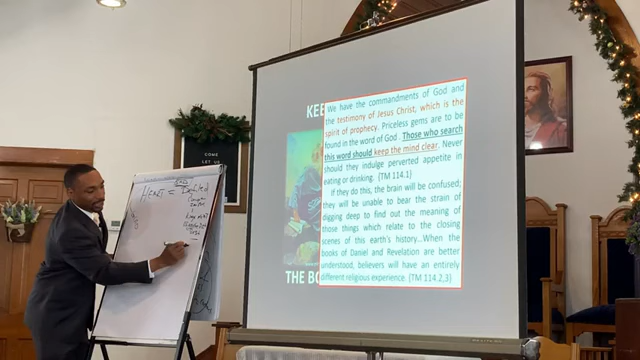 COME
LET US
HEART = Defiled
KEE
THE BO
We have the commandments of God and
the testimony of Jesus Christ, which is the
spirit of prophecy. Priceless gems are to be
found in the word of God. Those who search
this word should keep the mind clear. Never
should they indulge perverted appetite in
eating or drinking. {TM 114.1}
If they do this, the brain will be confused;
they will be unable to bear the strain of
digging deep to find out the meaning of
those things which relate to the closing
scenes of this earth's history...When the
books of Daniel and Revelation are better
understood, believers will have an entirely
different religious experience. {TM 114.2,3}